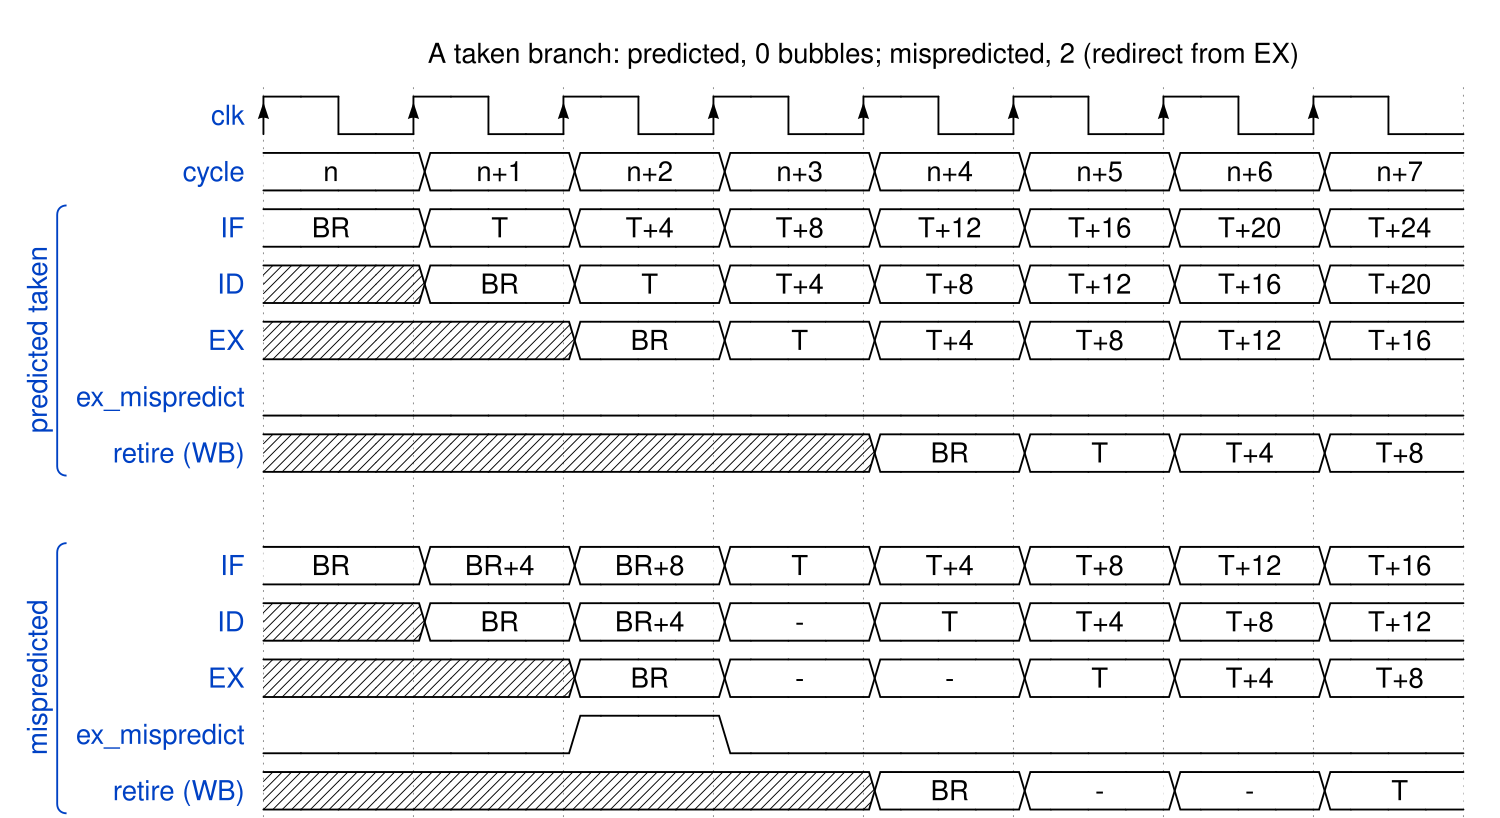 A taken branch: predicted, 0 bubbles; mispredicted, 2 (redirect from EX)
clk
cycle n n+1 n+2 n+3 n+4 n+5 n+6 n+7
predicted taken
IF BR T T+4 T+8 T+12 T+16 T+20 T+24
ID BR T T+4 T+8 T+12 T+16 T+20
EX BR T T+4 T+8 T+12 T+16
ex_mispredict
retire (WB) BR T T+4 T+8
mispredicted
IF BR BR+4 BR+8 T T+4 T+8 T+12 T+16
ID BR BR+4 - T T+4 T+8 T+12
EX BR - - T T+4 T+8
ex_mispredict
retire (WB) BR - - T